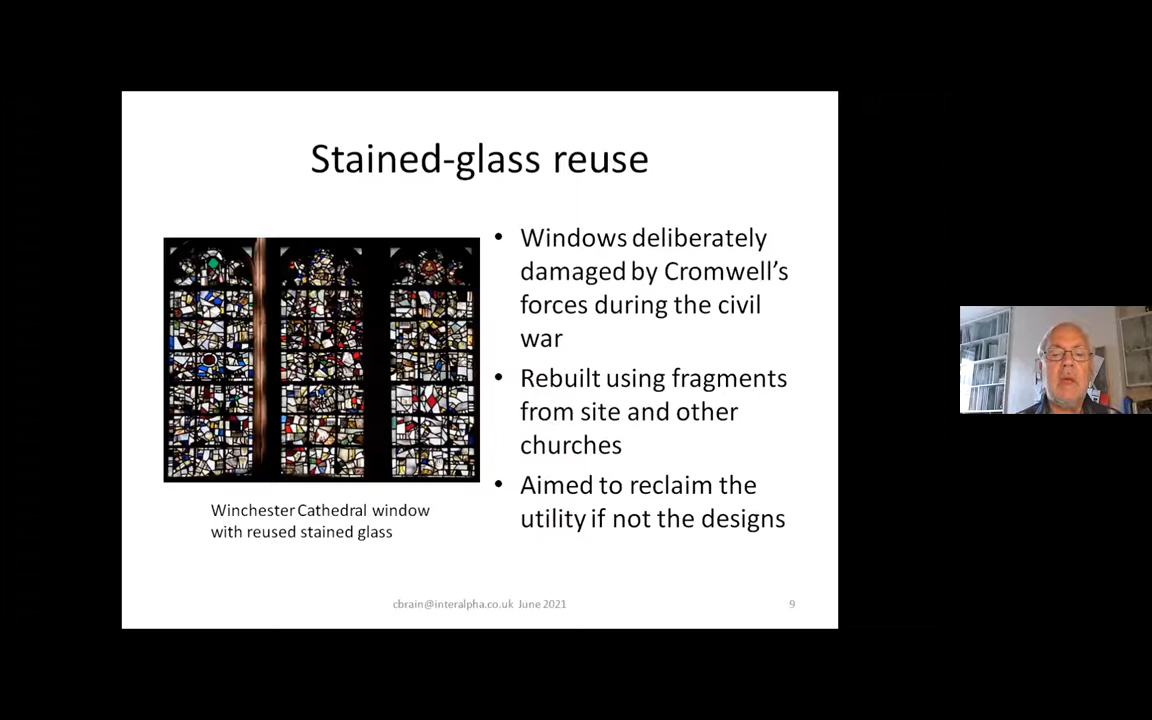 Stained-glass reuse
• Windows deliberately
damaged by Cromwell’s
forces during the civil
war
• Rebuilt using fragments
from site and other
churches
• Aimed to reclaim the
utility if not the designs
Winchester Cathedral window
with reused stained glass
cbrain@interalpha.co.uk June 2021
9